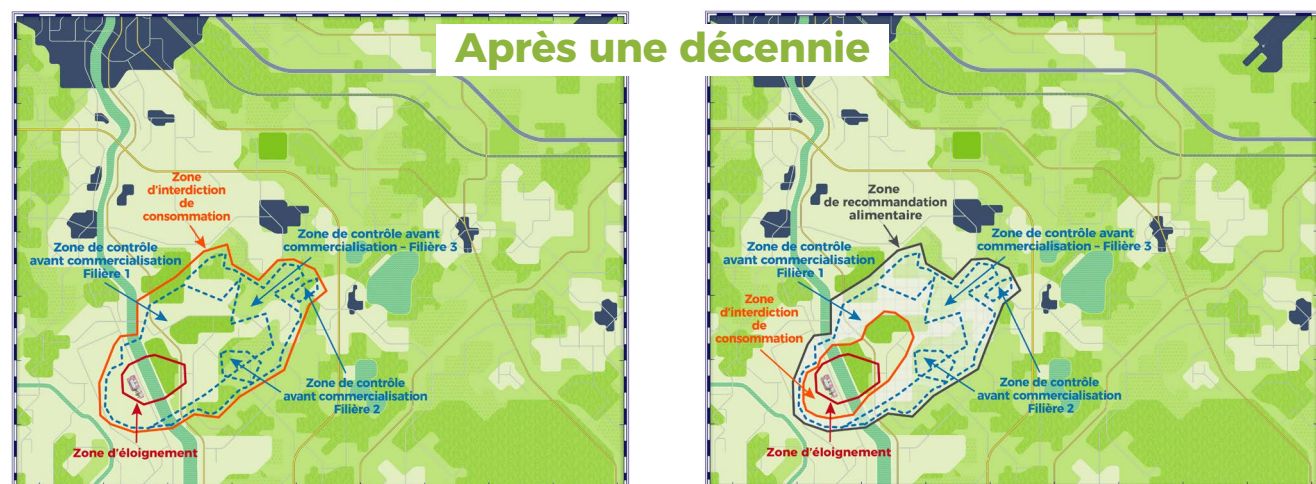 Après une décennie
Zone
d'interdiction
de
consommation
Zone de contrôle
avant commercialisation
Filière 1
Zone de contrôle avant
commercialisation – Filière 3
Zone de contrôle
avant commercialisation
Filière 2
Zone d'éloignement
Zone
de recommandation
alimentaire
Zone de contrôle
avant commercialisation
Filière 1
Zone de contrôle avant
commercialisation – Filière 3
Zone
d'interdiction
de
consommation
Zone de contrôle
avant commercialisation
Filière 2
Zone d'éloignement